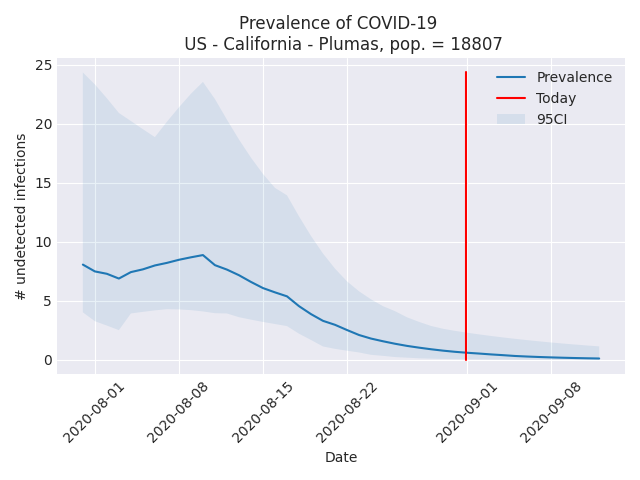 Prevalence of COVID-19
US - California - Plumas, pop. = 18807
Prevalence
Today
95CI
# undetected infections
25
20
15
10
5
0
2020-08-01
2020-08-08
2020-08-15
2020-08-22
2020-09-01
2020-09-08
Date